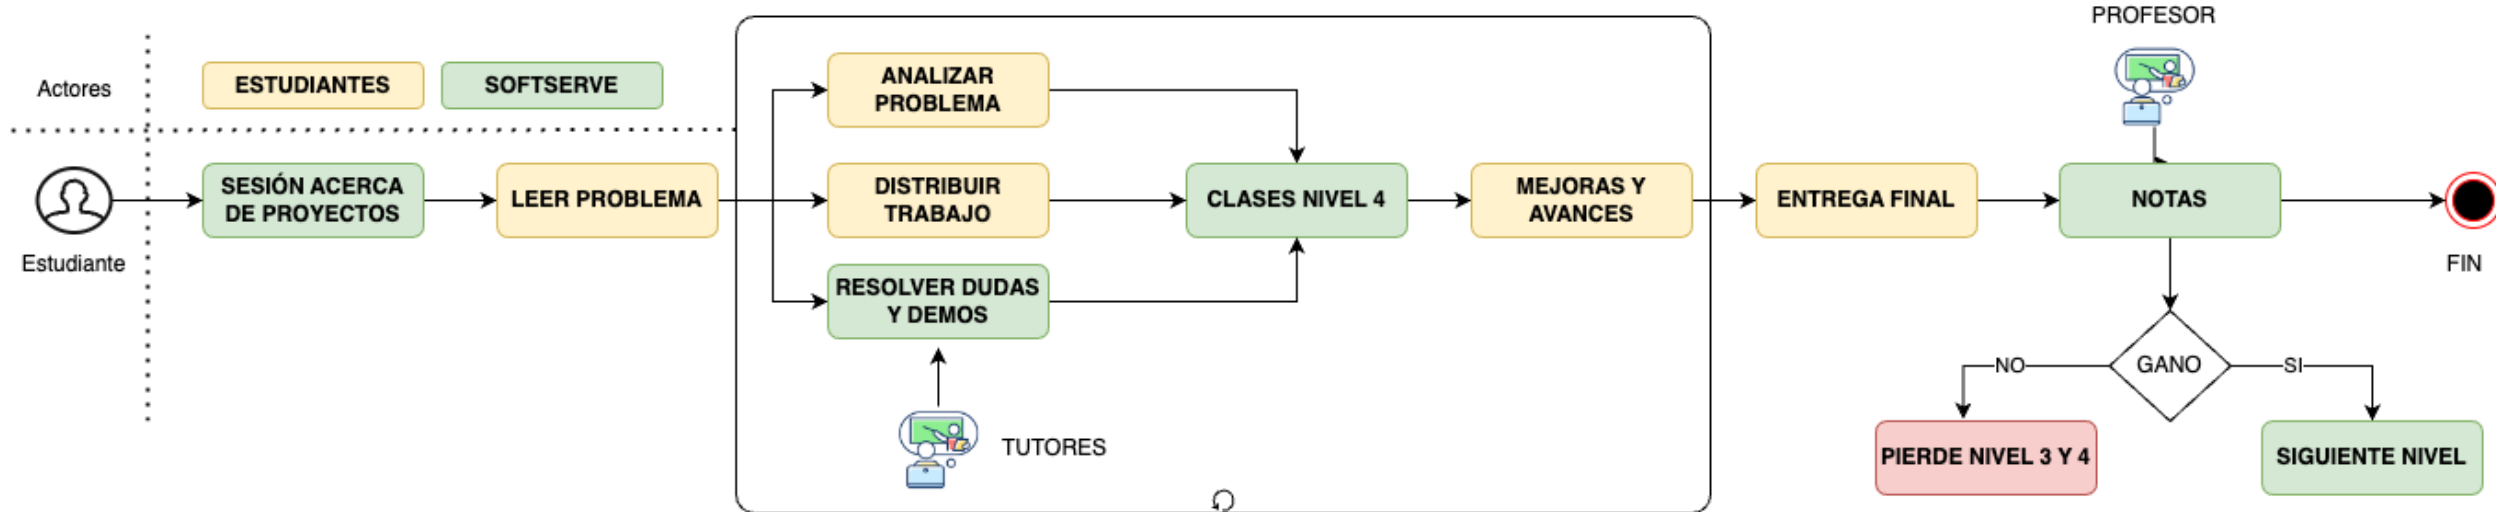 PROFESOR
Actores
ESTUDIANTES
SOFTSERVE
ANALIZAR
PROBLEMA
SESIÓN ACERCA
DE PROYECTOS
LEER PROBLEMA
DISTRIBUIR
TRABAJO
CLASES NIVEL 4
MEJORAS Y
AVANCES
ENTREGA FINAL
NOTAS
Estudiante
FIN
RESOLVER DUDAS
Y DEMOS
NO
GANO
SI
TUTORES
PIERDE NIVEL 3 Y 4
SIGUIENTE NIVEL